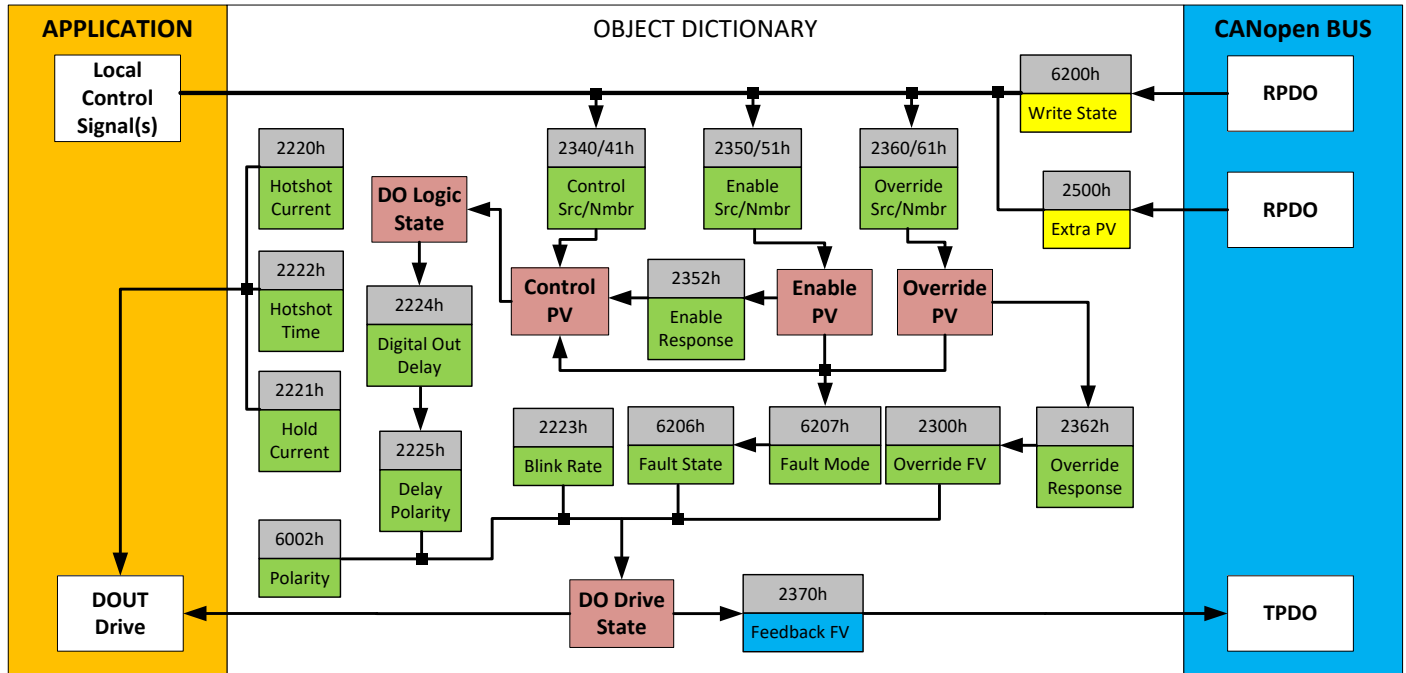 APPLICATION
OBJECT DICTIONARY
CANopen BUS
Local
Control
Signal(s)
6200h
Write State
RPDO
2220h
Hotshot
Current
2340/41h
Control
Src/Nmbr
2350/51h
Enable
Src/Nmbr
2360/61h
Override
Src/Nmbr
2500h
Extra PV
RPDO
DO Logic
State
2222h
Hotshot
Time
2224h
Digital Out
Delay
Control
PV
2352h
Enable
Response
Enable
PV
Override
PV
2221h
Hold
Current
2225h
Delay
Polarity
2223h
Blink Rate
6206h
Fault State
6207h
Fault Mode
2300h
Override FV
2362h
Override
Response
6002h
Polarity
DOUT
Drive
DO Drive
State
2370h
Feedback FV
TPDO